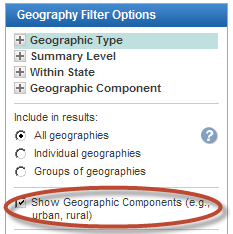 Geography Filter Options
Geographic Type
Summary Level
Within State
Geographic Component
Include in results:
All geographies
?
Individual geographies
Groups of geographies
Show Geographic Components (e.g.,
urban, rural)